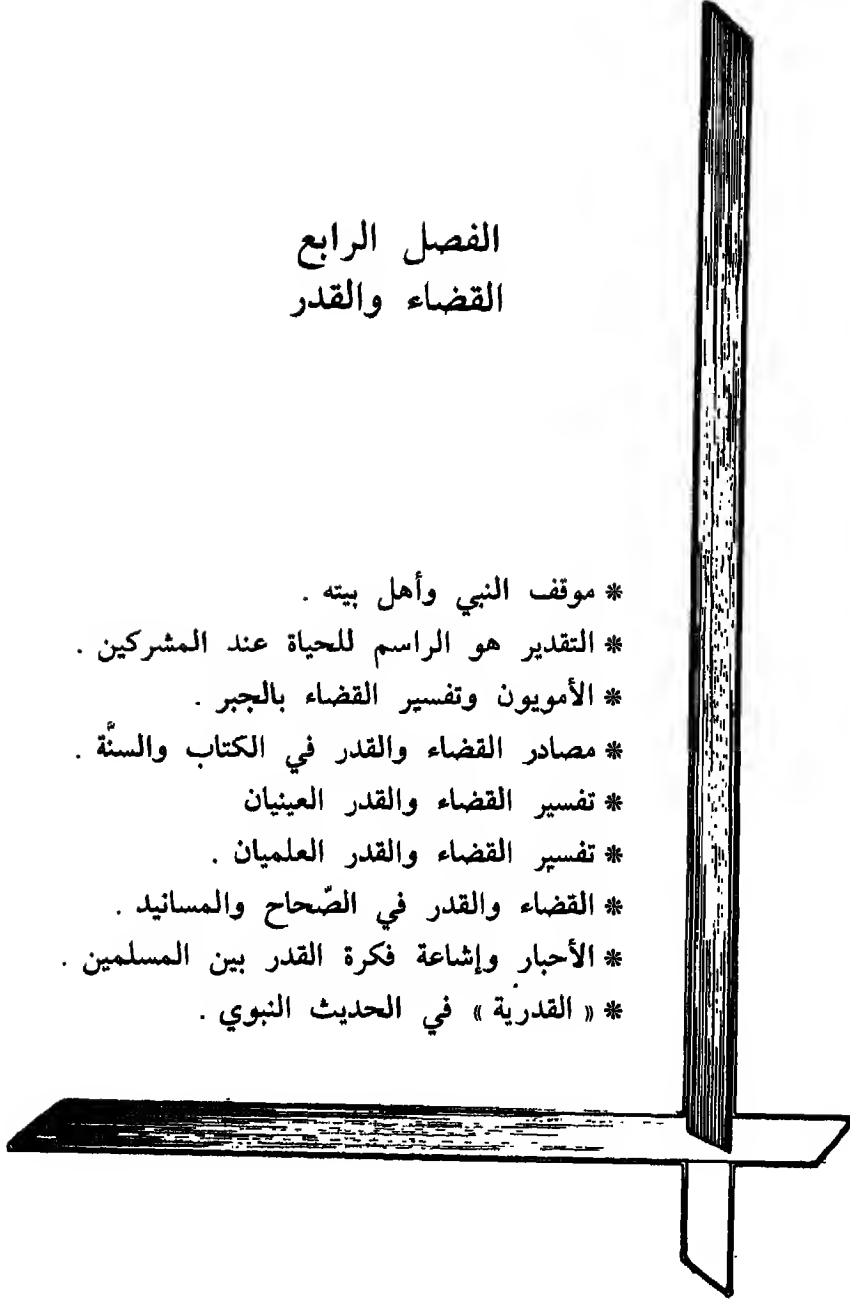 الفصل الرابع
القضاء والقدر
* موقف النبي وأهل بيته .
* التقدير هو الراسم للحياة عند المشركين .
* الأمويون وتفسير القضاء بالجبر .
* مصادر القضاء والقدر في الكتاب والسنَّة .
* تفسير القضاء والقدر العينيان
* تفسير القضاء والقدر العلميان .
* القضاء والقدر في الصّحاح والمسانيد .
* الأحبار وإشاعة فكرة القدر بين المسلمين .
* « القدرية » في الحديث النبوي .